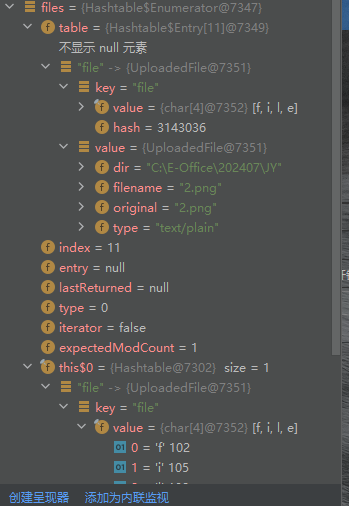 files = {Hashtable$Enumerator@7347}
table = {Hashtable$Entry[11]@7349}
不显示 null 元素
"file" -> {UploadedFile@7351}
key = "file"
value = {char[4]@7352} [f, i, l, e]
hash = 3143036
value = {UploadedFile@7351}
dir = "C:\E-Office\202407\JY"
filename = "2.png"
original = "2.png"
type = "text/plain"
index = 11
entry = null
lastReturned = null
type = 0
iterator = false
expectedModCount = 1
this$0 = {Hashtable@7302} size = 1
"file" -> {UploadedFile@7351}
key = "file"
value = {char[4]@7352} [f, i, l, e]
0 = 'f' 102
1 = 'i' 105
创建呈现器 添加为内联监视